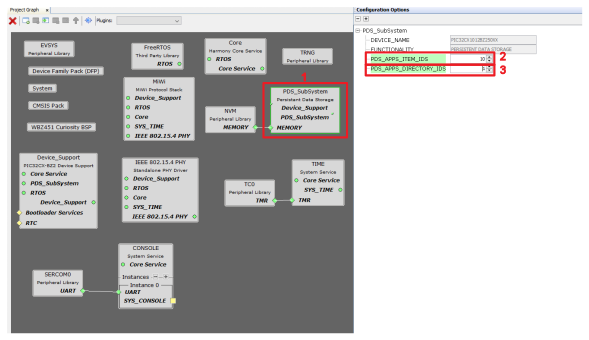 Project Graph x
Configuration Options
Plugins:
PDS_SubSystem
DEVICE_NAME
FUNCTIONALITY PERSISTENT DATA STORAGE
PDS_APPS_ITEM_IDS 10 2
PDS_APPS_DIRECTORY_IDS 8 3
EVSYS
Peripheral Library
Device Family Pack (DFP)
System
CMSIS Pack
WBZ451 Curiosity BSP
FreeRTOS
Third Party Library
RTOS
Core
Harmony Core Service
RTOS
Core Service
TRNG
Peripheral Library
MiWi
MiWi Protocol Stack
Device_Support
RTOS
Core
SYS_TIME
IEEE 802.15.4 PHY
NVM
Peripheral Library
MEMORY
1
PDS_SubSystem
Persistent Data Storage
Device_Support
PDS_SubSystem
MEMORY
Device_Support
PIC32CX-BZ2 Device Support
Core Service
PDS_SubSystem
RTOS
Device_Support
Bootloader Services
RTC
IEEE 802.15.4 PHY
Standalone PHY Driver
Device_Support
RTOS
Core
SYS_TIME
IEEE 802.15.4 PHY
TC0
Peripheral Library
TMR
TIME
System Service
Core Service
SYS_TIME
TMR
CONSOLE
System Service
Core Service
Instances - +
Instance 0
UART
SYS_CONSOLE
SERCOM0
Peripheral Library
UART